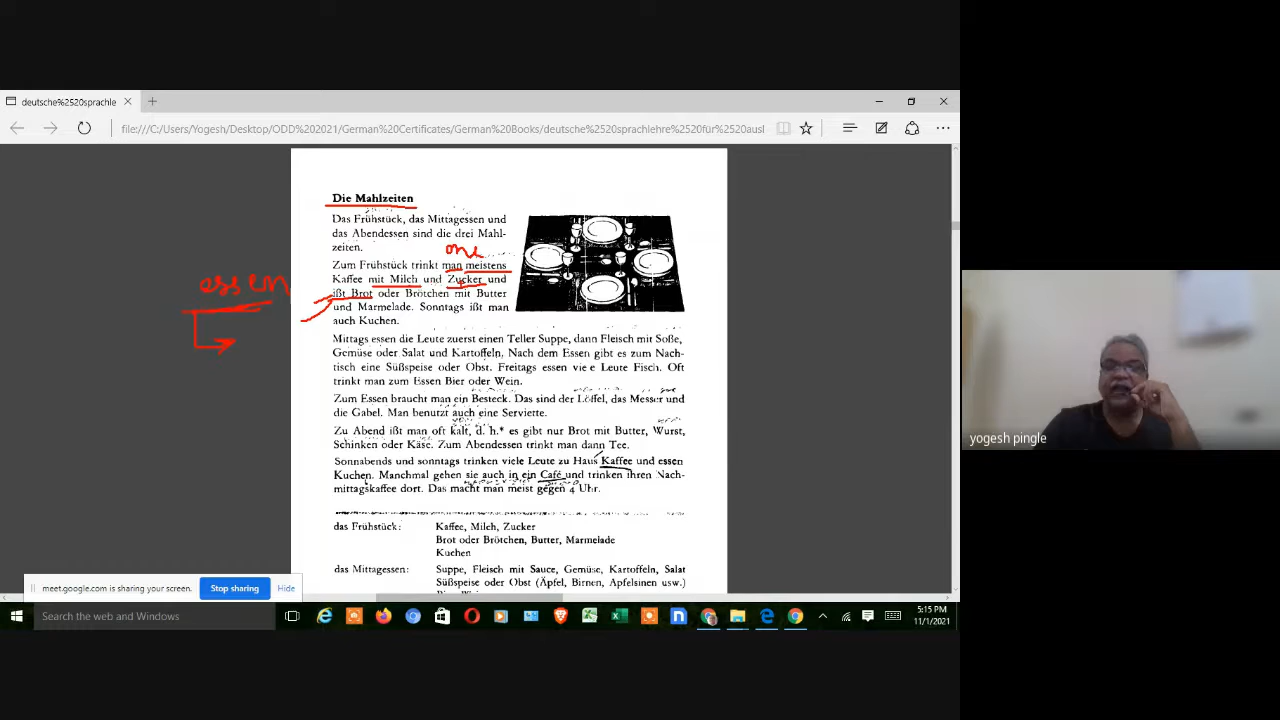 deutsche%2520sprachle
file:///C:/Users/Yogesh/Desktop/ODD%202021/German%20Certificates/German%20Books/deutsche%2520sprachlehre%2520für%2520ausl
Die Mahlzeiten
Das Frühstück, das Mittagessen und
das Abendessen sind die drei Mahl-
zeiten.
one
Zum Frühstück trinkt man meistens
Kaffee mit Milch und Zucker und
essen
ißt Brot oder Brötchen mit Butter
und Marmelade. Sonntags ißt man
auch Kuchen.
Mittags essen die Leute zuerst einen Teller Suppe, dann Fleisch mit Soße,
Gemüse oder Salat und Kartoffeln. Nach dem Essen gibt es zum Nach-
tisch eine Süßspeise oder Obst. Freitags essen vie e Leute Fisch. Oft
trinkt man zum Essen Bier oder Wein.
Zum Essen braucht man ein Besteck. Das sind der Löffel, das Messer und
die Gabel. Man benutzt auch eine Serviette.
Zu Abend ißt man oft kalt, d. h.* es gibt nur Brot mit Butter, Wurst,
Schinken oder Käse. Zum Abendessen trinkt man dann Tee.
Sonnabends und sonntags trinken viele Leute zu Haus Kaffee und essen
Kuchen. Manchmal gehen sie auch in ein Café und trinken ihren Nach-
mittagskaffee dort. Das macht man meist gegen 4 Uhr.
das Frühstück: Kaffee, Milch, Zucker
Brot oder Brötchen, Butter, Marmelade
Kuchen
das Mittagessen: Suppe, Fleisch mit Sauce, Gemüse, Kartoffeln, Salat
Süßspeise oder Obst (Äpfel, Birnen, Apfelsinen usw.)
yogesh pingle
meet.google.com is sharing your screen. Stop sharing Hide
Search the web and Windows
5:15 PM
11/1/2021